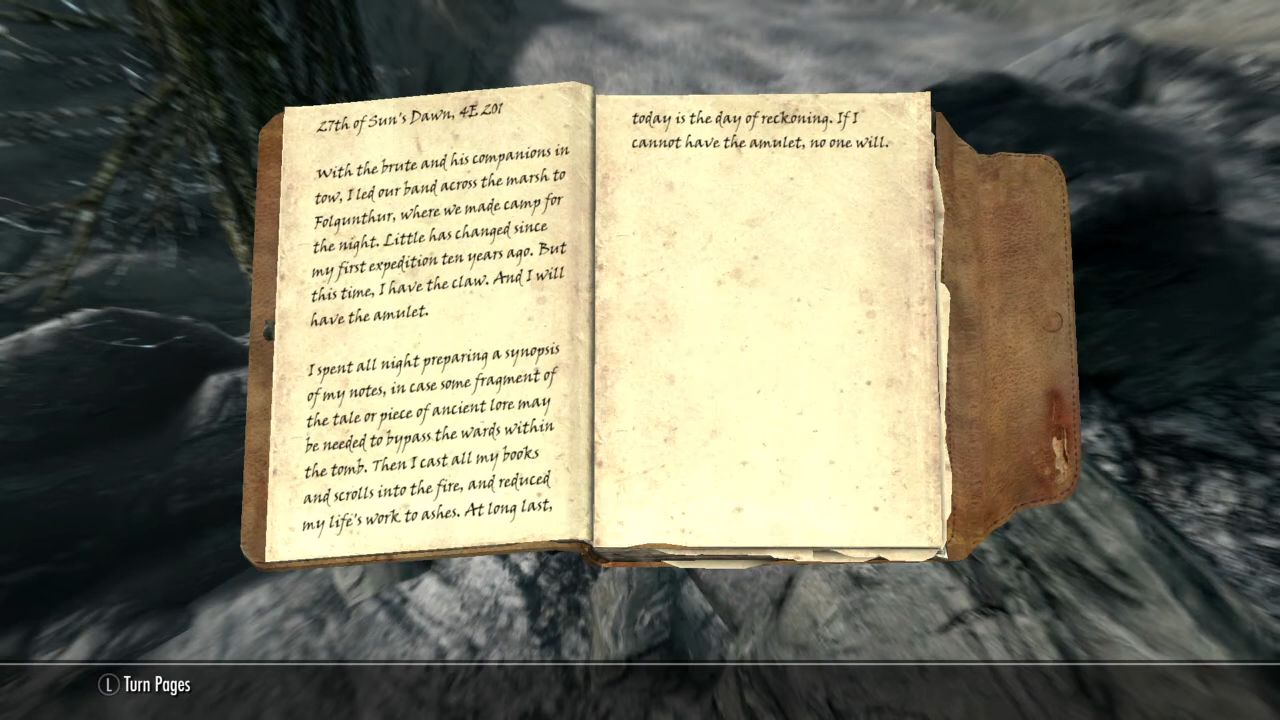 27th of Sun's Dawn, 4E 201
With the brute and his companions in
tow, I led our band across the marsh to
Folgunthur, where we made camp for
the night. Little has changed since
my first expedition ten years ago. But
this time, I have the claw. And I will
have the amulet.
I spent all night preparing a synopsis
of my notes, in case some fragment of
the tale or piece of ancient lore may
be needed to bypass the wards within
the tomb. Then I cast all my books
and scrolls into the fire, and reduced
my life's work to ashes. At long last,
today is the day of reckoning. If I
cannot have the amulet, no one will.
L Turn Pages